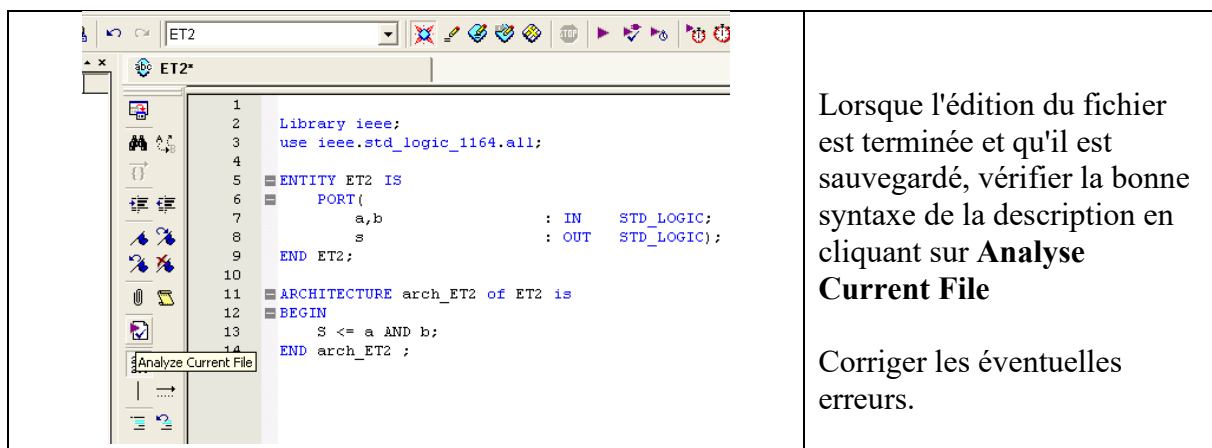 ET2
STOP
abc ET2*
1
2 Library ieee;
3 use ieee.std_logic_1164.all;
4
5 ENTITY ET2 IS
6 PORT(
7 a,b : IN STD_LOGIC;
8 s : OUT STD_LOGIC);
9 END ET2;
10
11 ARCHITECTURE arch_ET2 of ET2 is
12 BEGIN
13 S <= a AND b;
14 END arch_ET2 ;
Analyze Current File
Lorsque l'édition du fichier
est terminée et qu'il est
sauvegardé, vérifier la bonne
syntaxe de la description en
cliquant sur Analyse
Current File
Corriger les éventuelles
erreurs.